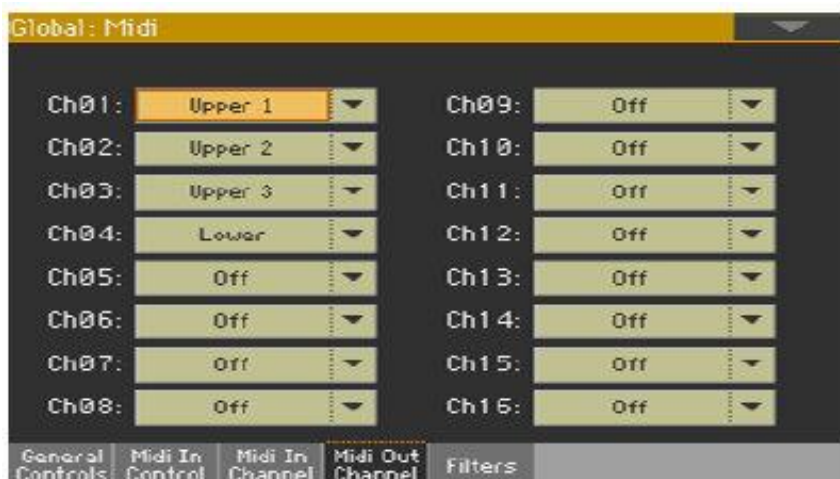 Global: Midi
Ch01: Upper 1 Ch09: Off
Ch02: Upper 2 Ch10: Off
Ch03: Upper 3 Ch11: Off
Ch04: Lower Ch12: Off
Ch05: Off Ch13: Off
Ch06: Off Ch14: Off
Ch07: Off Ch15: Off
Ch08: Off Ch16: Off
General Controls Midi In Control Midi In Channel Midi Out Channel Filters